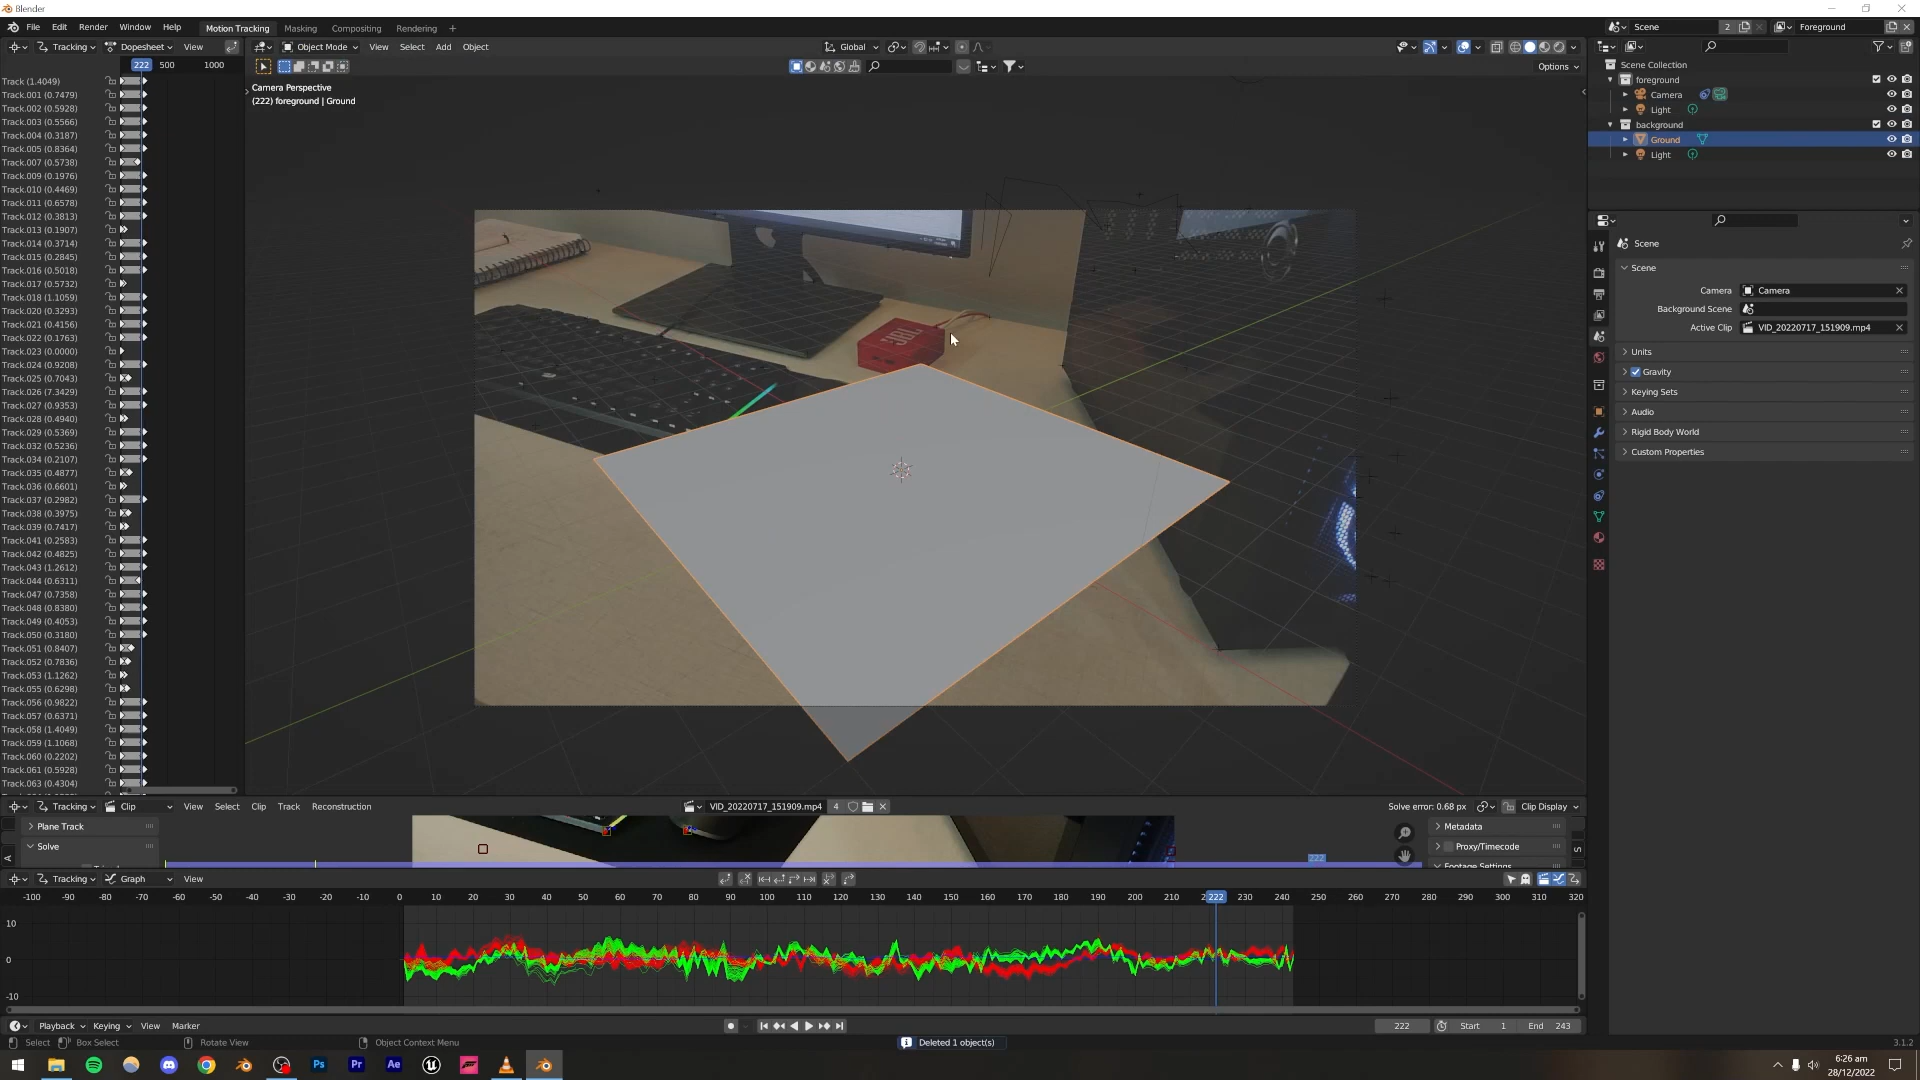 Blender
File Edit Render Window Help
Motion Tracking Masking Compositing Rendering +
Scene 2
Foreground
Tracking Dopesheet View
Object Mode View Select Add Object
Global
222 500 1000
Options
Camera Perspective
(222) foreground | Ground
Track (1.4049)
Track.001 (0.7479)
Track.002 (0.5928)
Track.003 (0.5566)
Track.004 (0.3187)
Track.005 (0.8364)
Track.007 (0.5738)
Track.009 (0.1976)
Track.010 (0.4469)
Track.011 (0.6578)
Track.012 (0.3813)
Track.013 (0.1907)
Track.014 (0.3714)
Track.015 (0.2845)
Track.016 (0.5018)
Track.017 (0.5732)
Track.018 (1.1059)
Track.020 (0.3293)
Track.021 (0.4156)
Track.022 (0.1763)
Track.023 (0.0000)
Track.024 (0.9208)
Track.025 (0.7043)
Track.026 (7.3429)
Track.027 (0.9353)
Track.028 (0.4940)
Track.029 (0.5369)
Track.032 (0.5236)
Track.034 (0.2107)
Track.035 (0.4877)
Track.036 (0.6601)
Track.037 (0.2982)
Track.038 (0.3975)
Track.039 (0.7417)
Track.041 (0.2583)
Track.042 (0.4825)
Track.043 (1.2612)
Track.044 (0.6311)
Track.047 (0.7358)
Track.048 (0.8380)
Track.049 (0.4053)
Track.050 (0.3180)
Track.051 (0.8407)
Track.052 (0.7836)
Track.053 (1.1262)
Track.055 (0.6298)
Track.056 (0.9822)
Track.057 (0.6371)
Track.058 (1.4049)
Track.059 (1.1068)
Track.060 (0.2202)
Track.061 (0.5928)
Track.063 (0.4304)
JBL
Scene Collection
foreground
Camera
Light
background
Ground
Light
Scene
Scene
Camera Camera
Background Scene
Active Clip VID_20220717_151909.mp4
Units
Gravity
Keying Sets
Audio
Rigid Body World
Custom Properties
Tracking Clip View Select Clip Track Reconstruction
VID_20220717_151909.mp4 4
Solve error: 0.68 px
Clip Display
Plane Track
Solve
Metadata
Proxy/Timecode
Footage Settings
222
Tracking Graph View
-100 -90 -80 -70 -60 -50 -40 -30 -20 -10 0 10 20 30 40 50 60 70 80 90 100 110 120 130 140 150 160 170 180 190 200 210 222 230 240 250 260 270 280 290 300 310 320
10
0
-10
Playback Keying View Marker
222 Start 1 End 243
Select Box Select Rotate View Object Context Menu
Deleted 1 object(s)
3.1.2
Ps Pr Ae
6:26 am
28/12/2022